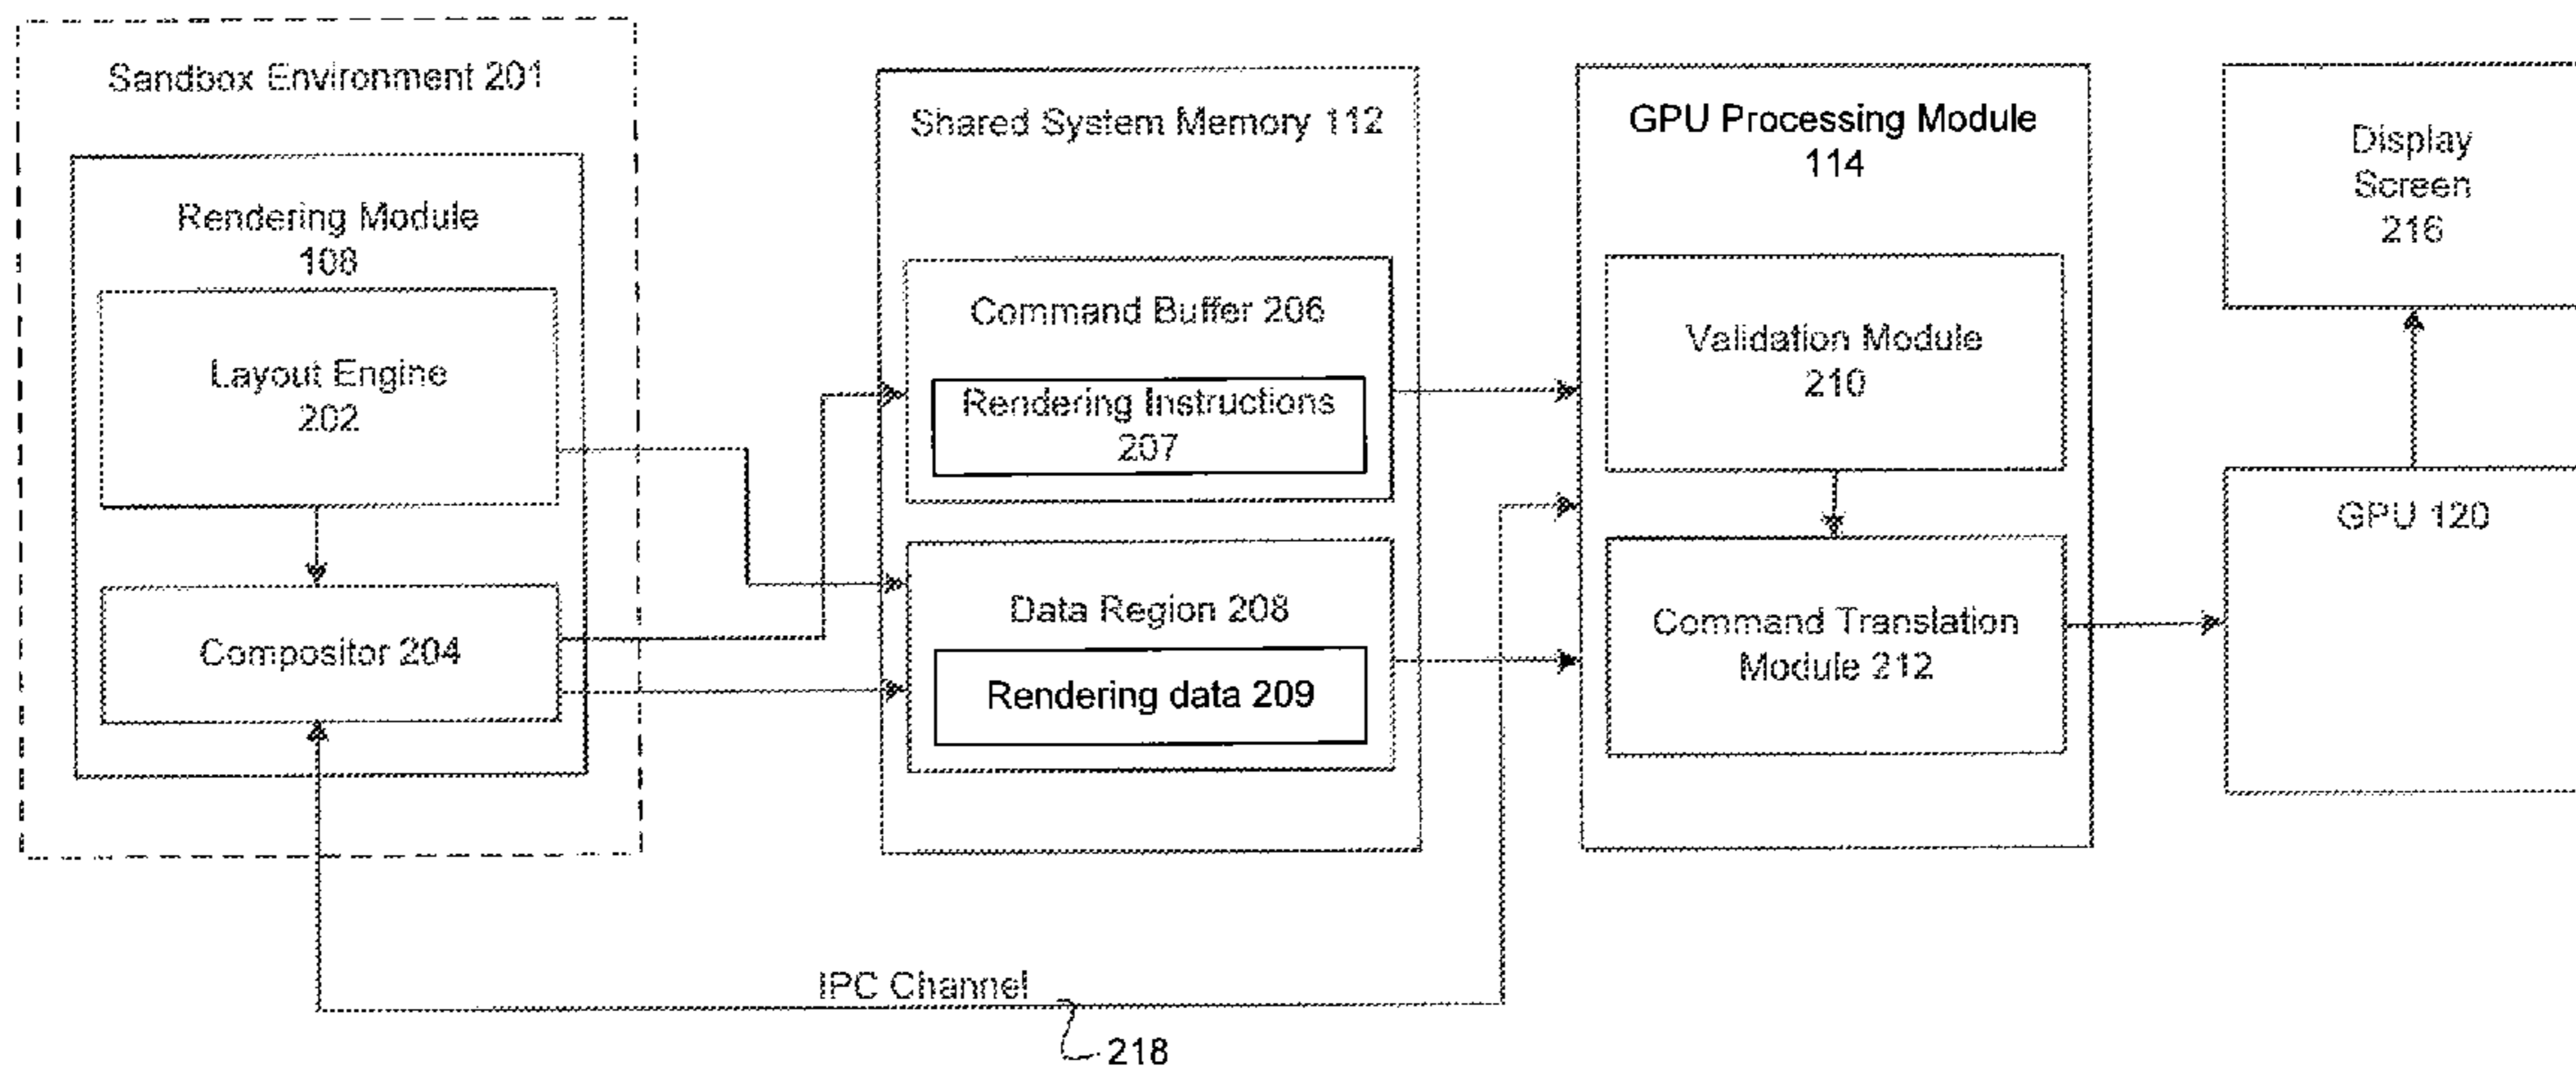 Sandbox Environment 201
Rendering Module
108
Layout Engine
202
Compositor 204
Shared System Memory 112
Command Buffer 206
Rendering Instructions
207
Data Region 208
Rendering data 209
GPU Processing Module
114
Validation Module
210
Command Translation
Module 212
Display
Screen
216
GPU 120
IPC Channel
218